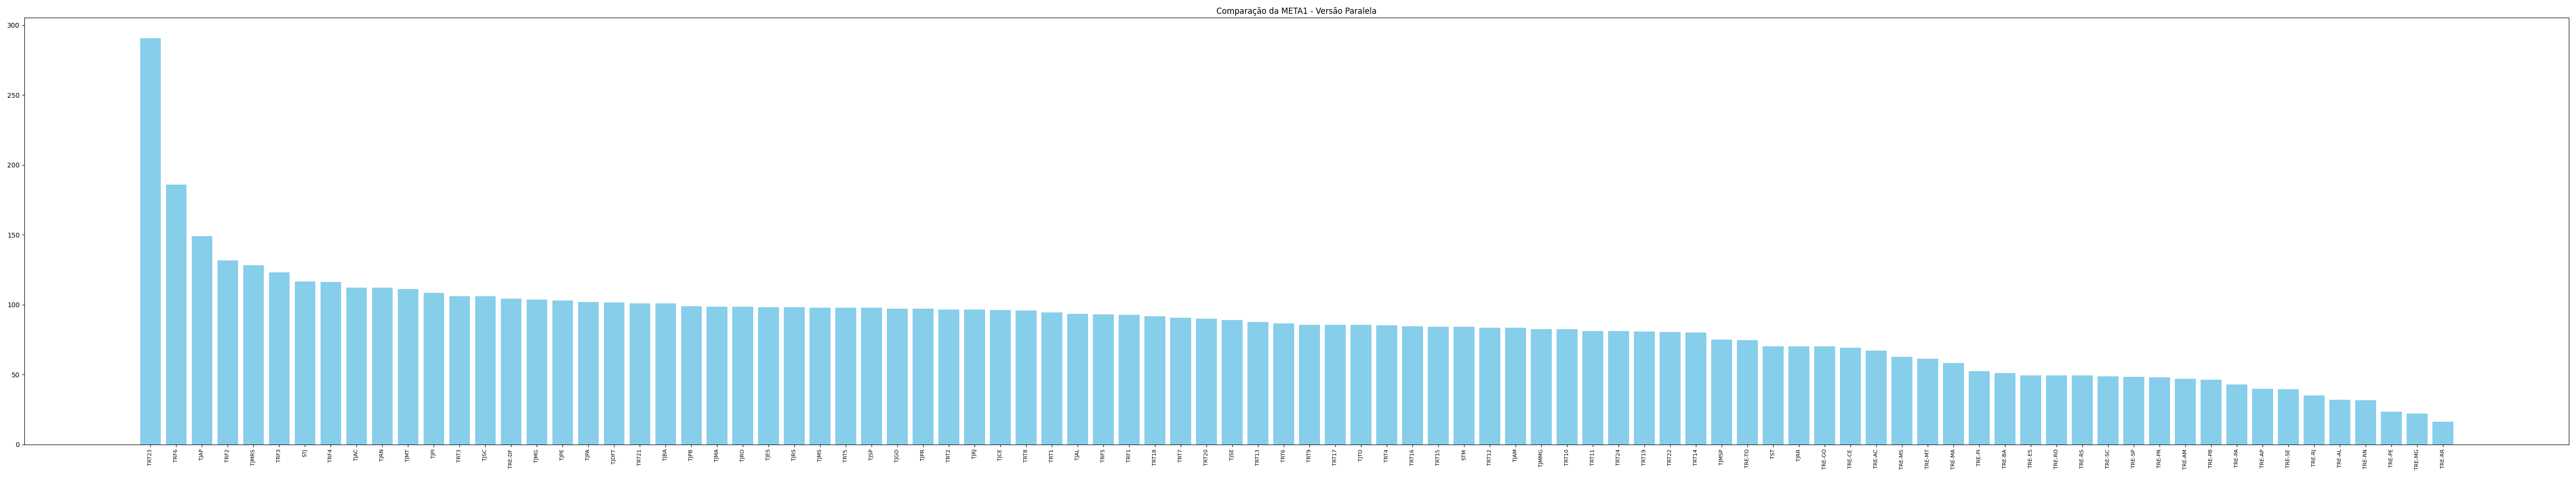 Comparação da META1 - Versão Paralela
300
250
200
150
100
50
0
TRT23
TRF6
TJAP
TRF2
TJMRS
TRF3
STJ
TRF4
TJAC
TJRN
TJMT
TJPI
TRT3
TJSC
TRE-DF
TJMG
TJPE
TJPA
TJDFT
TRT21
TJBA
TJPB
TJMA
TJRO
TJES
TJRS
TJMS
TRT5
TJSP
TJGO
TJPR
TRT2
TJRJ
TJCE
TRT8
TRT1
TJAL
TRF5
TRF1
TRT18
TRT7
TRT20
TJSE
TRT13
TRT6
TRT9
TRT17
TJTO
TRT4
TRT16
TRT15
STM
TRT12
TJAM
TJMMG
TRT10
TRT11
TRT24
TRT19
TRT22
TRT14
TJMSP
TRE-TO
TST
TJRR
TRE-GO
TRE-CE
TRE-AC
TRE-MS
TRE-MT
TRE-MA
TRE-PI
TRE-BA
TRE-ES
TRE-RO
TRE-RS
TRE-SC
TRE-SP
TRE-PR
TRE-AM
TRE-PB
TRE-PA
TRE-AP
TRE-SE
TRE-RJ
TRE-AL
TRE-RN
TRE-PE
TRE-MG
TRE-RR